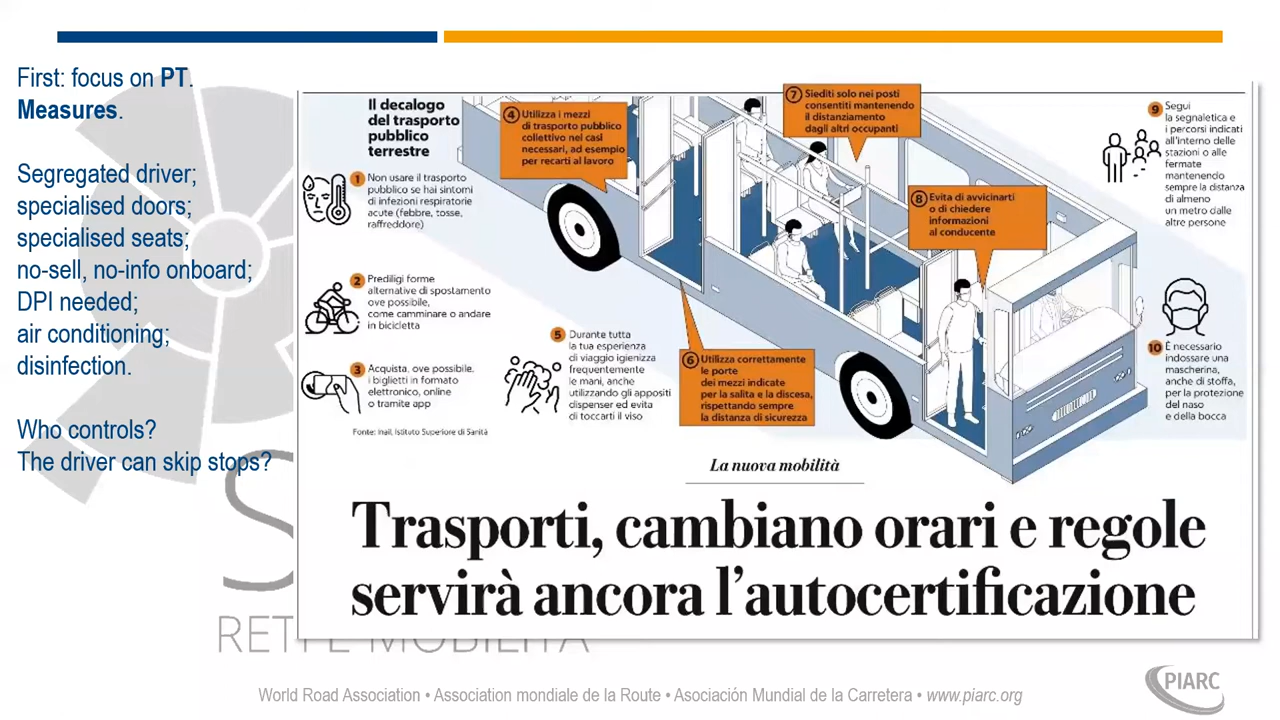 First: focus on PT.
Measures.
Segregated driver;
specialised doors;
specialised seats;
no-sell, no-info onboard;
DPI needed;
air conditioning;
disinfection.
Who controls?
The driver can skip stops?
Il decalogo
del trasporto
pubblico
terrestre
1 Non usare il trasporto
pubblico se hai sintomi
di infezioni respiratorie
acute (febbre, tosse,
raffreddore)
2 Prediligi forme
alternative di spostamento
ove possibile,
come camminare o andare
in bicicletta
3 Acquista, ove possibile,
i biglietti in formato
elettronico, online
o tramite app
Fonte: Inail, Istituto Superiore di Sanità
4 Utilizza i mezzi
di trasporto pubblico
collettivo nei casi
necessari, ad esempio
per recarti al lavoro
5 Durante tutta
la tua esperienza
di viaggio igienizza
frequentemente
le mani, anche
utilizzando gli appositi
dispenser ed evita
di toccarti il viso
6 Utilizza correttamente
le porte
dei mezzi indicate
per la salita e la discesa,
rispettando sempre
la distanza di sicurezza
7 Siediti solo nei posti
consentiti mantenendo
il distanziamento
dagli altri occupanti
8 Evita di avvicinarti
o di chiedere
informazioni
al conducente
9 Segui
la segnaletica e
i percorsi indicati
all'interno delle
stazioni o alle
fermate
mantenendo
sempre la distanza
di almeno
un metro dalle
altre persone
10 È necessario
indossare una
mascherina,
anche di stoffa,
per la protezione
del naso
e della bocca
La nuova mobilità
Trasporti, cambiano orari e regole
servirà ancora l'autocertificazione
World Road Association • Association mondiale de la Route • Asociación Mundial de la Carretera • www.piarc.org
PIARC